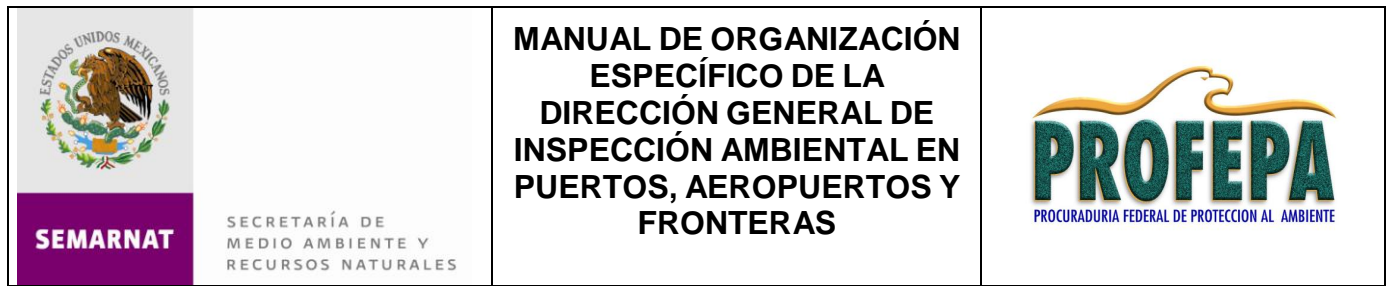 ESTADOS UNIDOS MEXICANOS
SEMARNAT
SECRETARÍA DE
MEDIO AMBIENTE Y
RECURSOS NATURALES
MANUAL DE ORGANIZACIÓN
ESPECÍFICO DE LA
DIRECCIÓN GENERAL DE
INSPECCIÓN AMBIENTAL EN
PUERTOS, AEROPUERTOS Y
FRONTERAS
PROFEPA
PROCURADURIA FEDERAL DE PROTECCION AL AMBIENTE